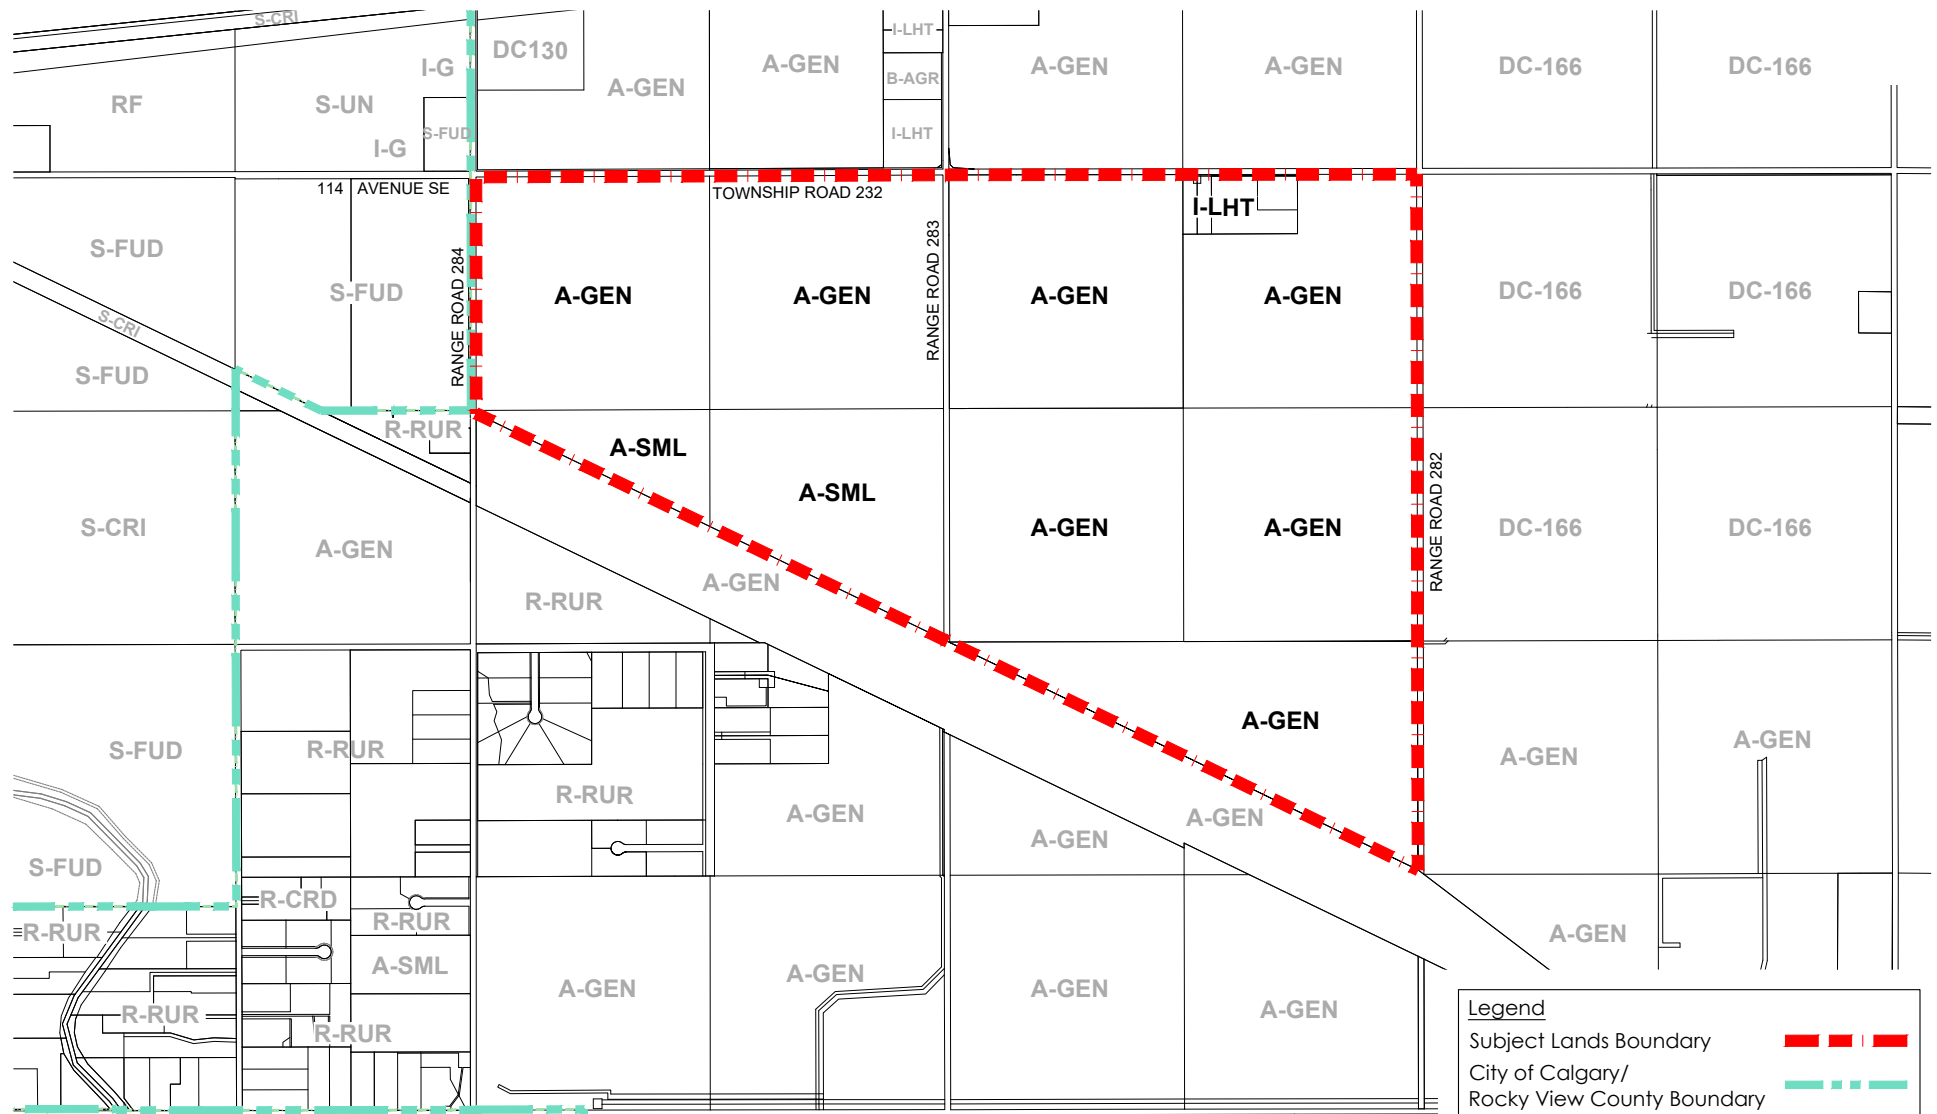 S-CRI
I-LHT
DC130
A-GEN
A-GEN
A-GEN
DC-166
DC-166
I-G
B-AGR
A-GEN
RF
S-UN
S-FUD
I-LHT
I-G
114 AVENUE SE
TOWNSHIP ROAD 232
I-LHT
S-FUD
RANGE ROAD 284
RANGE ROAD 283
S-FUD
A-GEN
A-GEN
A-GEN
A-GEN
DC-166
DC-166
S-CRI
S-FUD
R-RUR
A-SML
A-SML
RANGE ROAD 282
S-CRI
A-GEN
A-GEN
A-GEN
DC-166
DC-166
A-GEN
R-RUR
A-GEN
S-FUD
R-RUR
A-GEN
A-GEN
R-RUR
A-GEN
A-GEN
A-GEN
S-FUD
R-CRD
R-RUR
R-RUR
A-GEN
A-SML
A-GEN
A-GEN
A-GEN
A-GEN
R-RUR
R-RUR
Legend
Subject Lands Boundary
City of Calgary/
Rocky View County Boundary